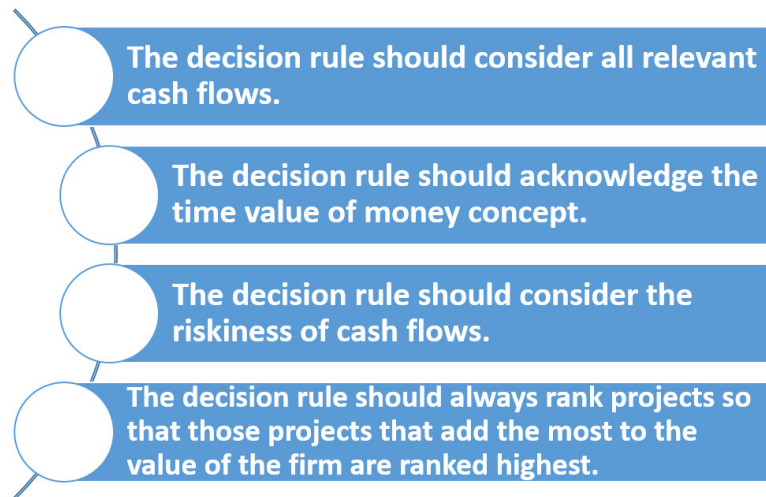 The decision rule should consider all relevant
cash flows.
The decision rule should acknowledge the
time value of money concept.
The decision rule should consider the
riskiness of cash flows.
The decision rule should always rank projects so
that those projects that add the most to the
value of the firm are ranked highest.